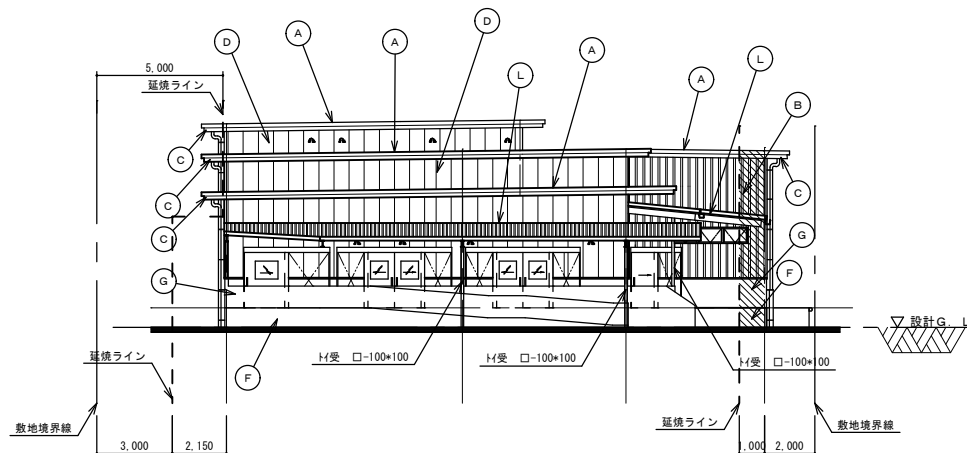 D
A
A
D
L
A
A
L
B
5,000
延焼ライン
C
C
C
C
G
G
F
F
設計G.L
延焼ライン
ﾄｲ受 □-100*100
ﾄｲ受 □-100*100
ﾄｲ受 □-100*100
敷地境界線
延焼ライン
敷地境界線
3,000
2,150
1,000
2,000